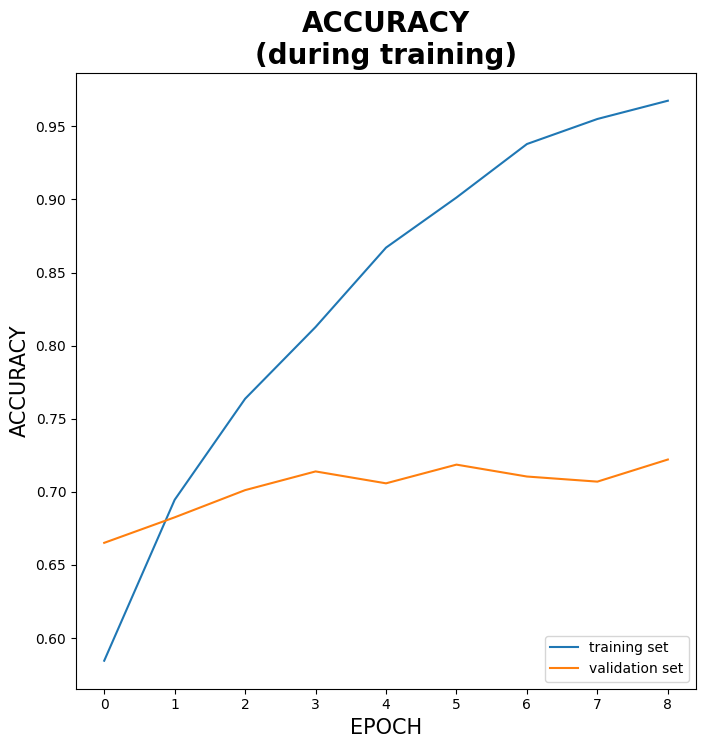 ACCURACY
(during training)
ACCURACY
0.95
0.90
0.85
0.80
0.75
0.70
0.65
0.60
training set
validation set
0 1 2 3 4 5 6 7 8
EPOCH